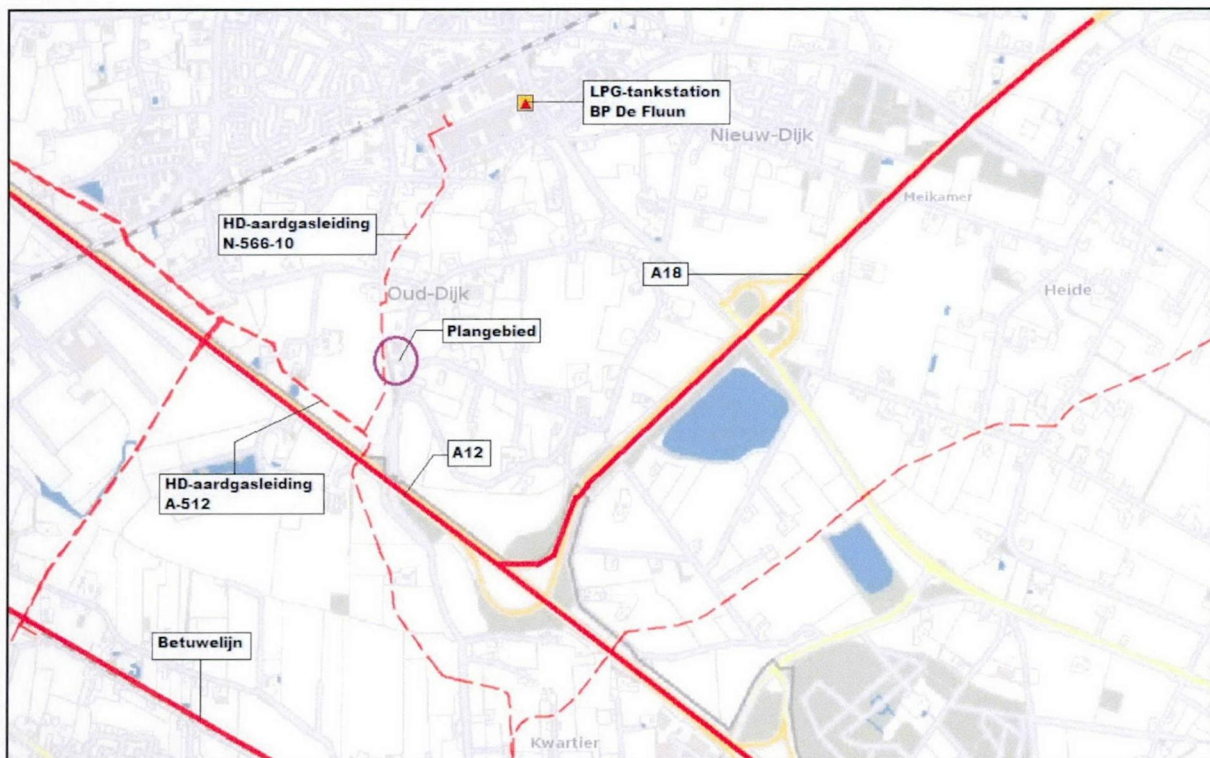 LPG-tankstation
BP De Fluun
Nieuw-Dijk
Meikamer
HD-aardgasleiding
N-566-10
A18
Oud-Dijk
Heide
Plangebied
A12
HD-aardgasleiding
A-512
Betuwelijn
Kwartier